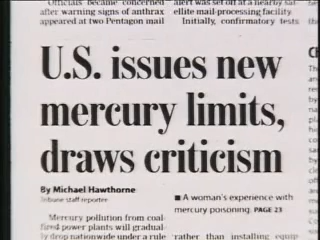 Officials became concerned
after warning signs of anthrax
appeared at two Pentagon mail
alert was set off at a nearby sat-
ellite mail-processing facility.
Initially, confirmatory tests
U.S. issues new
mercury limits,
draws criticism
By Michael Hawthorne
Tribune staff reporter
Mercury pollution from coal-
fired power plants will gradual-
ly drop nationwide under a rule
■ A woman's experience with
mercury poisoning. PAGE 23
rather than installing equip-